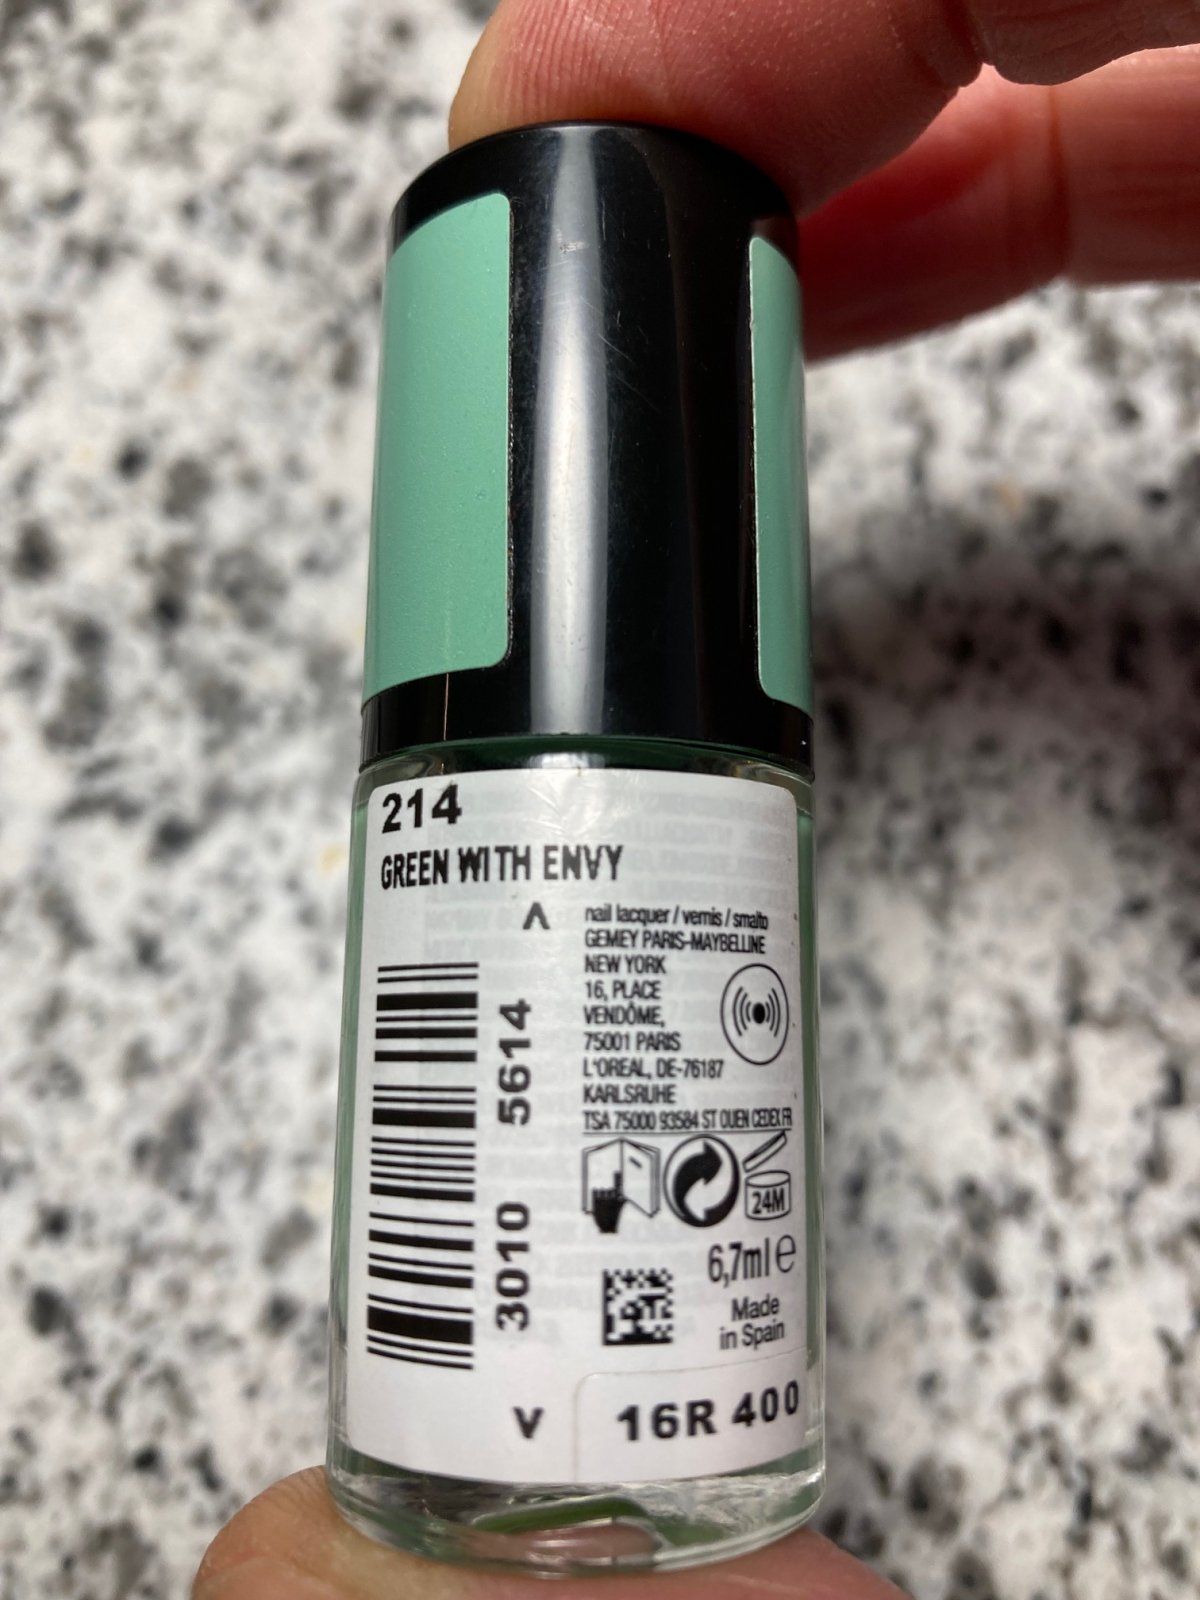 214
GREEN WITH ENVY
nail lacquer / vernis / smalto
GEMEY PARIS-MAYBELLINE
NEW YORK
16, PLACE
VENDÔME,
75001 PARIS
L'OREAL, DE-76187
KARLSRUHE
TSA 75000 93584 ST OUEN CEDEX FR
3010 5614
24M
6,7ml e
Made
in Spain
16R 400